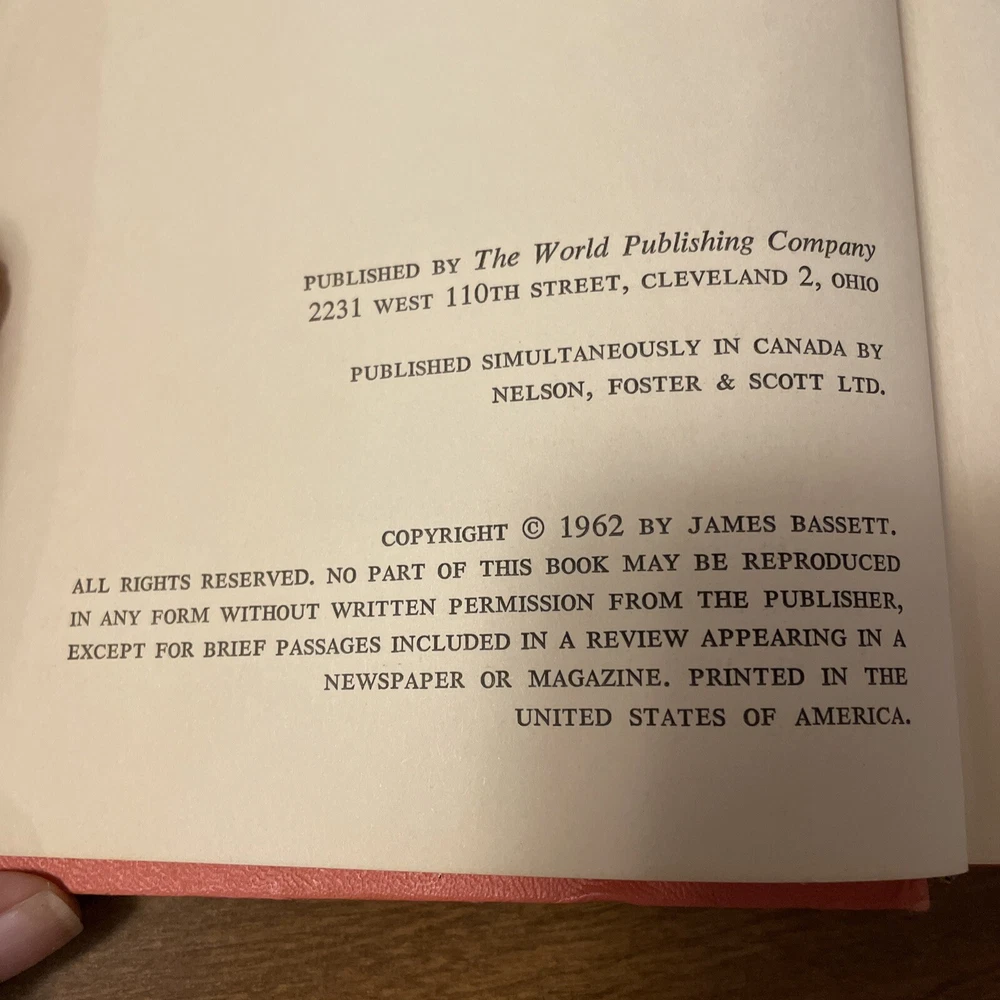 PUBLISHED BY The World Publishing Company
2231 WEST 110TH STREET, CLEVELAND 2, OHIO
PUBLISHED SIMULTANEOUSLY IN CANADA BY
NELSON, FOSTER & SCOTT LTD.
COPYRIGHT © 1962 BY JAMES BASSETT.
ALL RIGHTS RESERVED. NO PART OF THIS BOOK MAY BE REPRODUCED
IN ANY FORM WITHOUT WRITTEN PERMISSION FROM THE PUBLISHER,
EXCEPT FOR BRIEF PASSAGES INCLUDED IN A REVIEW APPEARING IN A
NEWSPAPER OR MAGAZINE. PRINTED IN THE
UNITED STATES OF AMERICA.